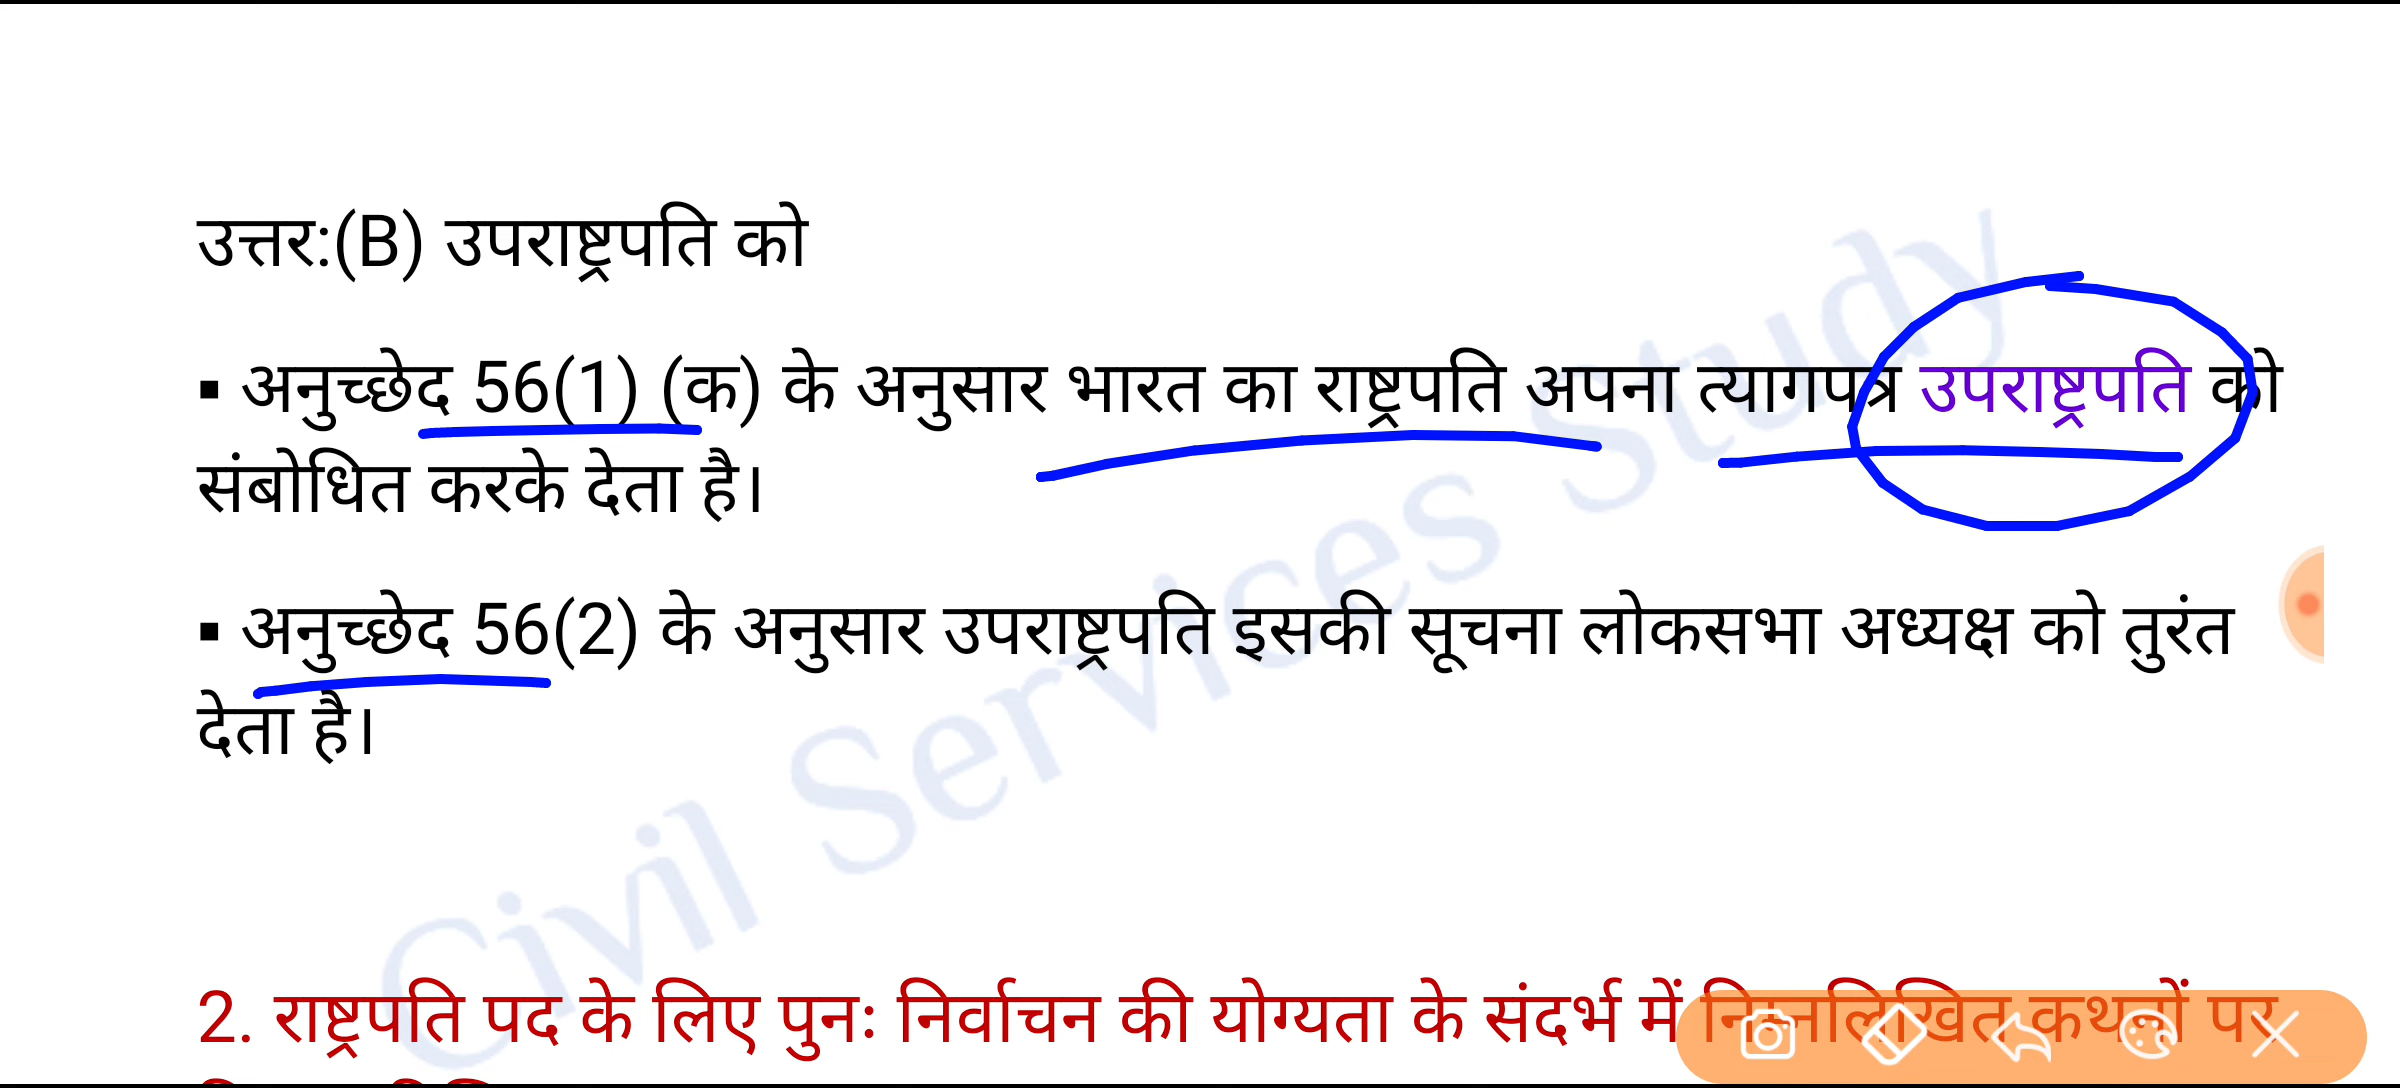 उत्तर:(B) उपराष्ट्रपति को
▪ अनुच्छेद 56(1) (क) के अनुसार भारत का राष्ट्रपति अपना त्यागपत्र उपराष्ट्रपति को
संबोधित करके देता है।
▪ अनुच्छेद 56(2) के अनुसार उपराष्ट्रपति इसकी सूचना लोकसभा अध्यक्ष को तुरंत
देता है।
Civil Services Study
2. राष्ट्रपति पद के लिए पुनः निर्वाचन की योग्यता के संदर्भ में निम्नलिखित कथनों पर